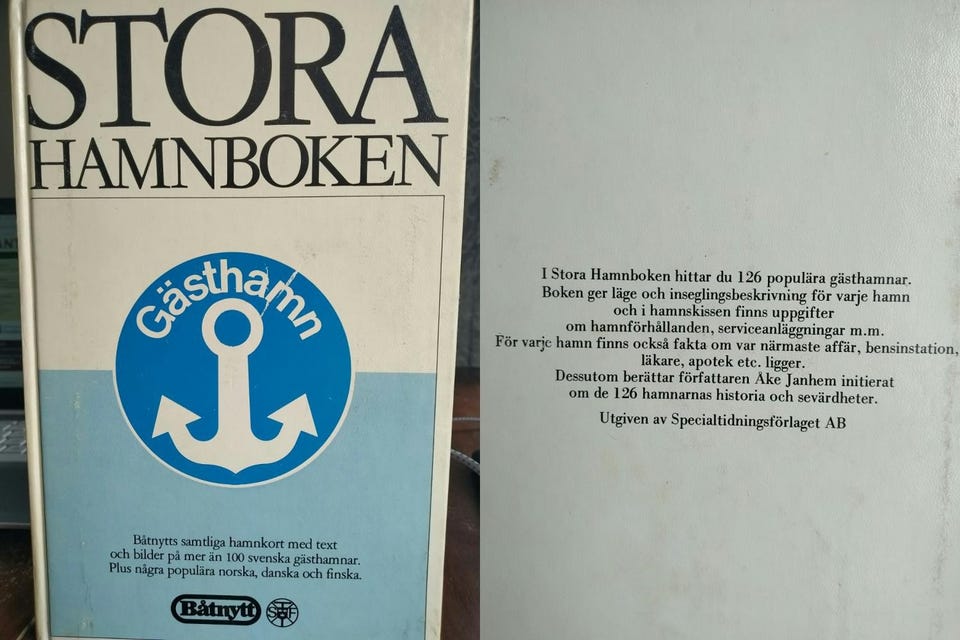 STORA
HAMNBOKEN
Gästhamn
Båtnytts samtliga hamnkort med text
och bilder på mer än 100 svenska gästhamnar.
Plus några populära norska, danska och finska.
Båtnytt
I Stora Hamnboken hittar du 126 populära gästhamnar.
Boken ger läge och inseglingsbeskrivning för varje hamn
och i hamnskissen finns uppgifter
om hamnförhållanden, serviceanläggningar m.m.
För varje hamn finns också fakta om var närmaste affär, bensinstation,
läkare, apotek etc. ligger.
Dessutom berättar författaren Åke Janhem initierat
om de 126 hamnarnas historia och sevärdheter.
Utgiven av Specialtidningsförlaget AB